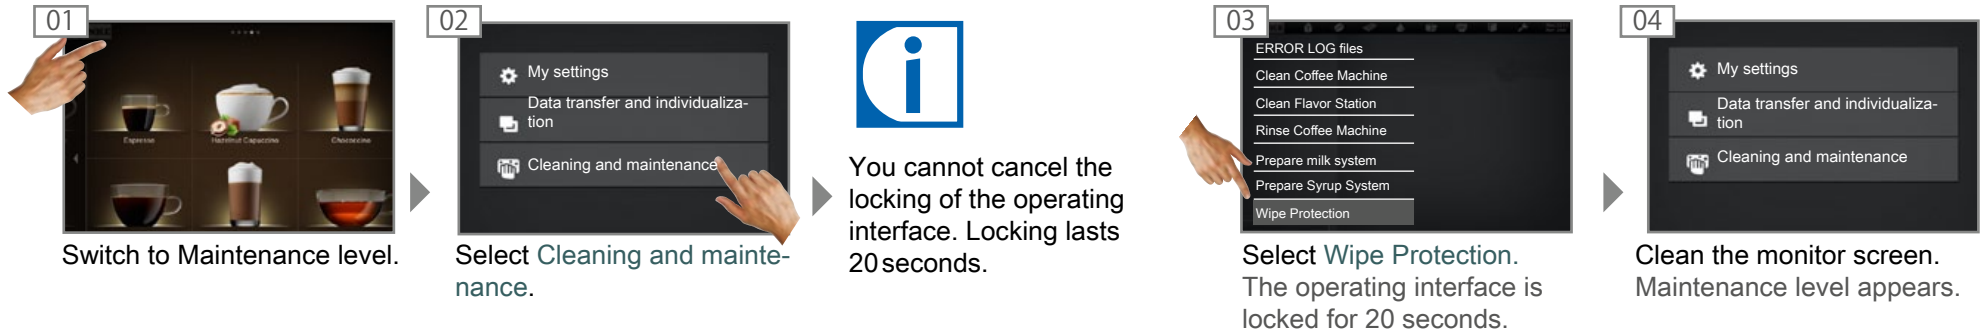 01
Espresso
Hazelnut Capuccino
Chococcino
Switch to Maintenance level.
02
My settings
Data transfer and individualiza-
tion
Cleaning and maintenance
Select Cleaning and mainte-
nance.
i
You cannot cancel the
locking of the operating
interface. Locking lasts
20 seconds.
03
ERROR LOG files
Clean Coffee Machine
Clean Flavor Station
Rinse Coffee Machine
Prepare milk system
Prepare Syrup System
Wipe Protection
Select Wipe Protection.
The operating interface is
locked for 20 seconds.
04
My settings
Data transfer and individualiza-
tion
Cleaning and maintenance
Clean the monitor screen.
Maintenance level appears.